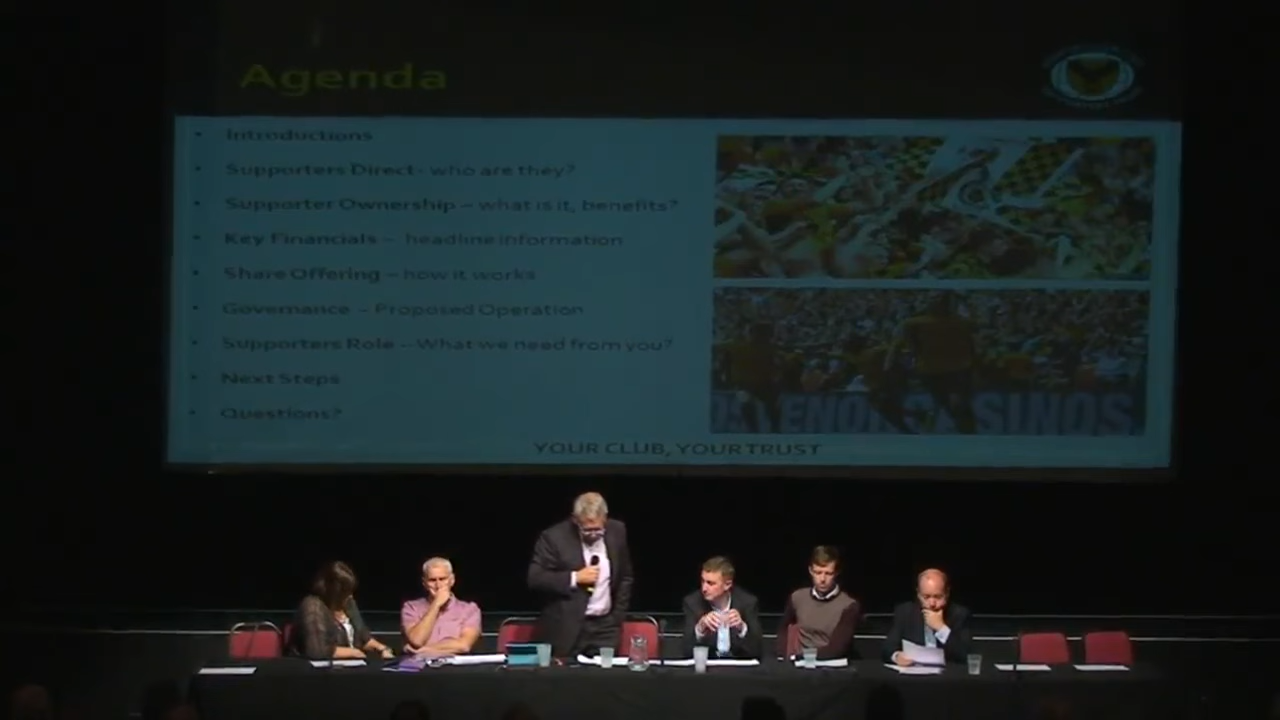 Agenda
• Introductions
• Supporters Direct - who are they?
• Supporter Ownership – what is it, benefits?
• Key Financials – headline information
• Share Offering – how it works
• Governance – Proposed Operation
• Supporters Role – What we need from you?
• Next Steps
• Questions?
YOUR CLUB, YOUR TRUST